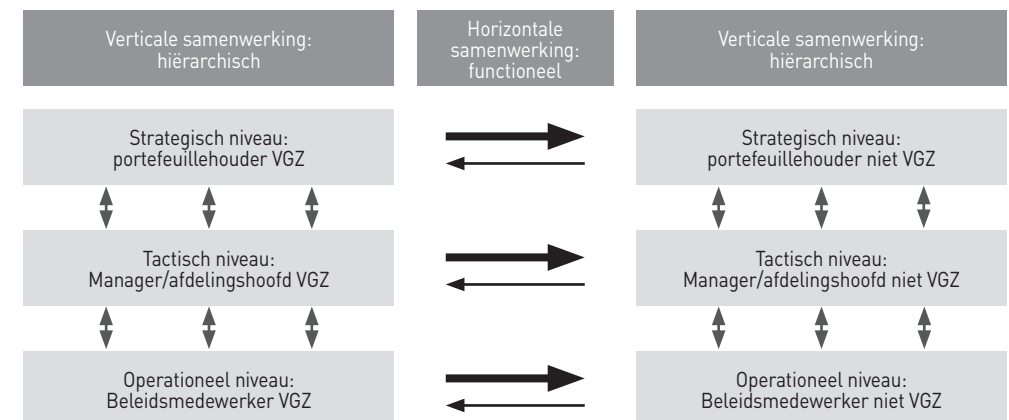 Verticale samenwerking:
hiërarchisch
Horizontale
samenwerking:
functioneel
Verticale samenwerking:
hiërarchisch
Strategisch niveau:
portefeuillehouder VGZ
Strategisch niveau:
portefeuillehouder niet VGZ
Tactisch niveau:
Manager/afdelingshoofd VGZ
Tactisch niveau:
Manager/afdelingshoofd niet VGZ
Operationeel niveau:
Beleidsmedewerker VGZ
Operationeel niveau:
Beleidsmedewerker niet VGZ